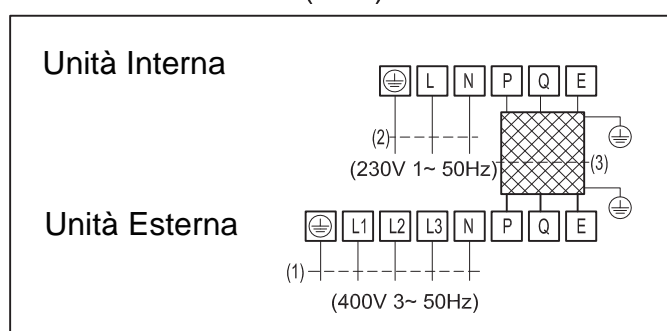 Unità Interna
L N P Q E
(2)
(230V 1~ 50Hz)
(3)
Unità Esterna
L1 L2 L3 N P Q E
(1)
(400V 3~ 50Hz)